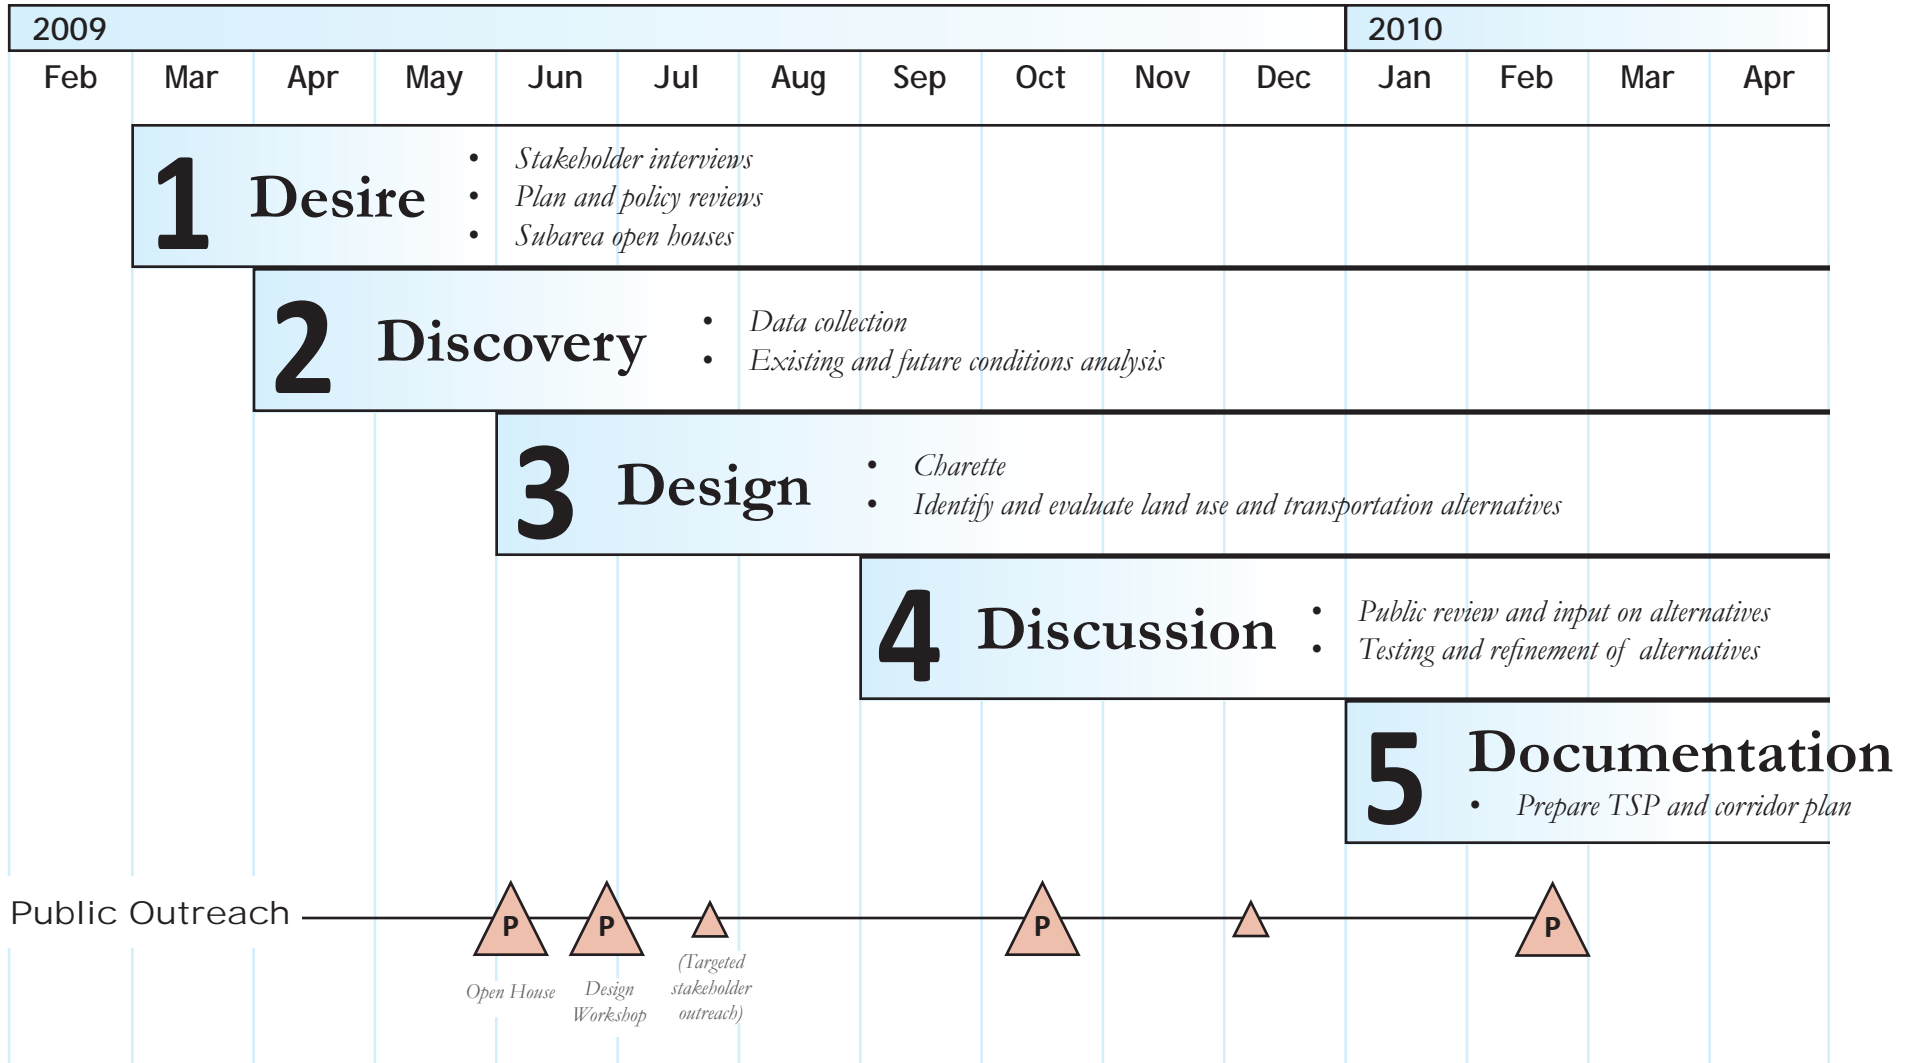 2009 2010
Feb Mar Apr May Jun Jul Aug Sep Oct Nov Dec Jan Feb Mar Apr
1 Desire
• Stakeholder interviews
• Plan and policy reviews
• Subarea open houses
2 Discovery
• Data collection
• Existing and future conditions analysis
3 Design
• Charette
• Identify and evaluate land use and transportation alternatives
4 Discussion
• Public review and input on alternatives
• Testing and refinement of alternatives
5 Documentation
• Prepare TSP and corridor plan
Public Outreach
P P P P
Open House
Design
Workshop
(Targeted
stakeholder
outreach)